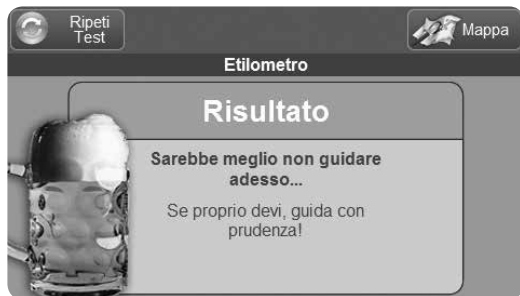 Ripeti
Test
Mappa
Etilometro
Risultato
Sarebbe meglio non guidare
adesso...
Se proprio devi, guida con
prudenza!